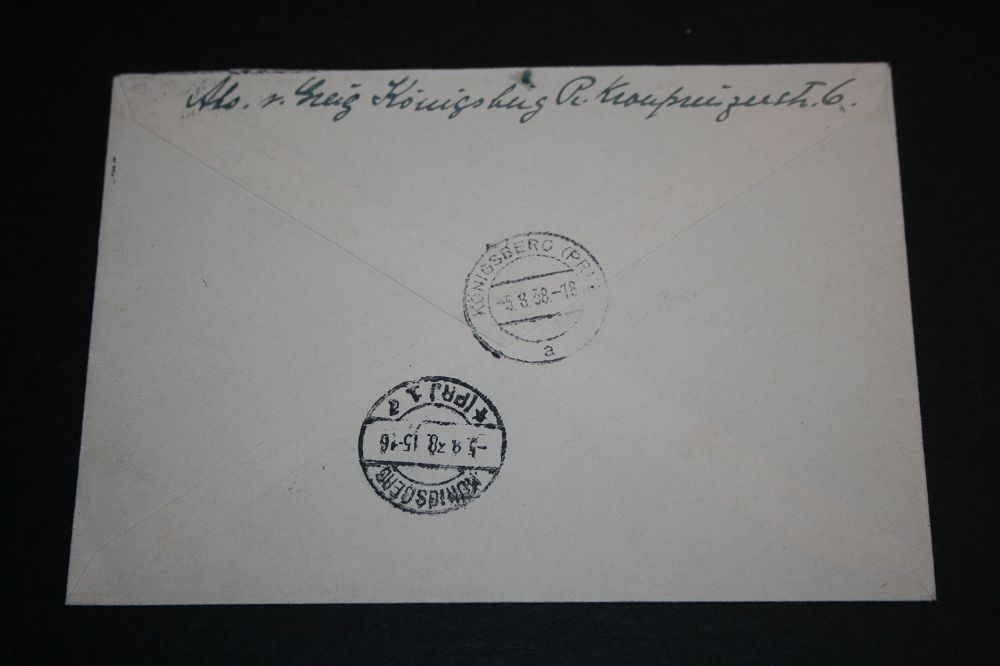 Abs. v. Greig Königsberg Pr. Kronprinzenstr. 6.
KÖNIGSBERG (PR)
-5.8.38.-18
a
* (PR) 1 a
-5.8.38 15-16
KÖNIGSBERG